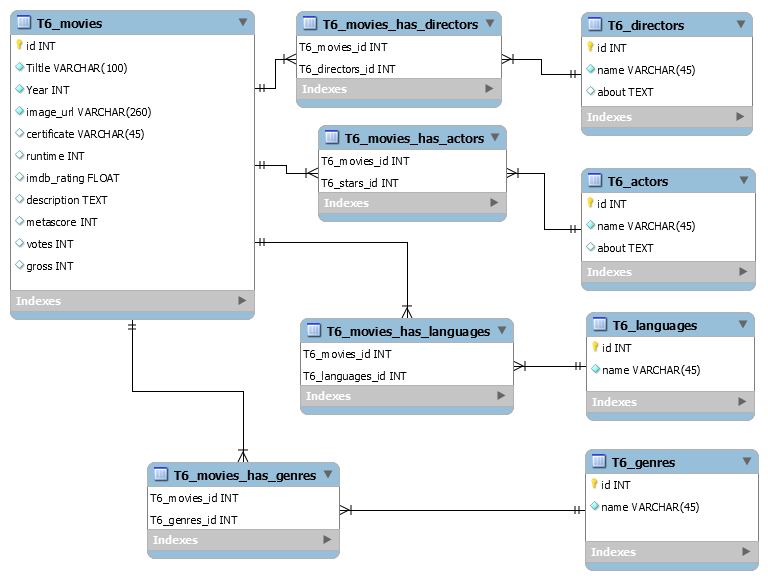 T6_movies
id INT
Tiltle VARCHAR(100)
Year INT
image_url VARCHAR(260)
certificate VARCHAR(45)
runtime INT
imdb_rating FLOAT
description TEXT
metascore INT
votes INT
gross INT
Indexes
T6_movies_has_directors
T6_movies_id INT
T6_directors_id INT
Indexes
T6_directors
id INT
name VARCHAR(45)
about TEXT
Indexes
T6_movies_has_actors
T6_movies_id INT
T6_stars_id INT
Indexes
T6_actors
id INT
name VARCHAR(45)
about TEXT
Indexes
T6_movies_has_languages
T6_movies_id INT
T6_languages_id INT
Indexes
T6_languages
id INT
name VARCHAR(45)
Indexes
T6_movies_has_genres
T6_movies_id INT
T6_genres_id INT
Indexes
T6_genres
id INT
name VARCHAR(45)
Indexes